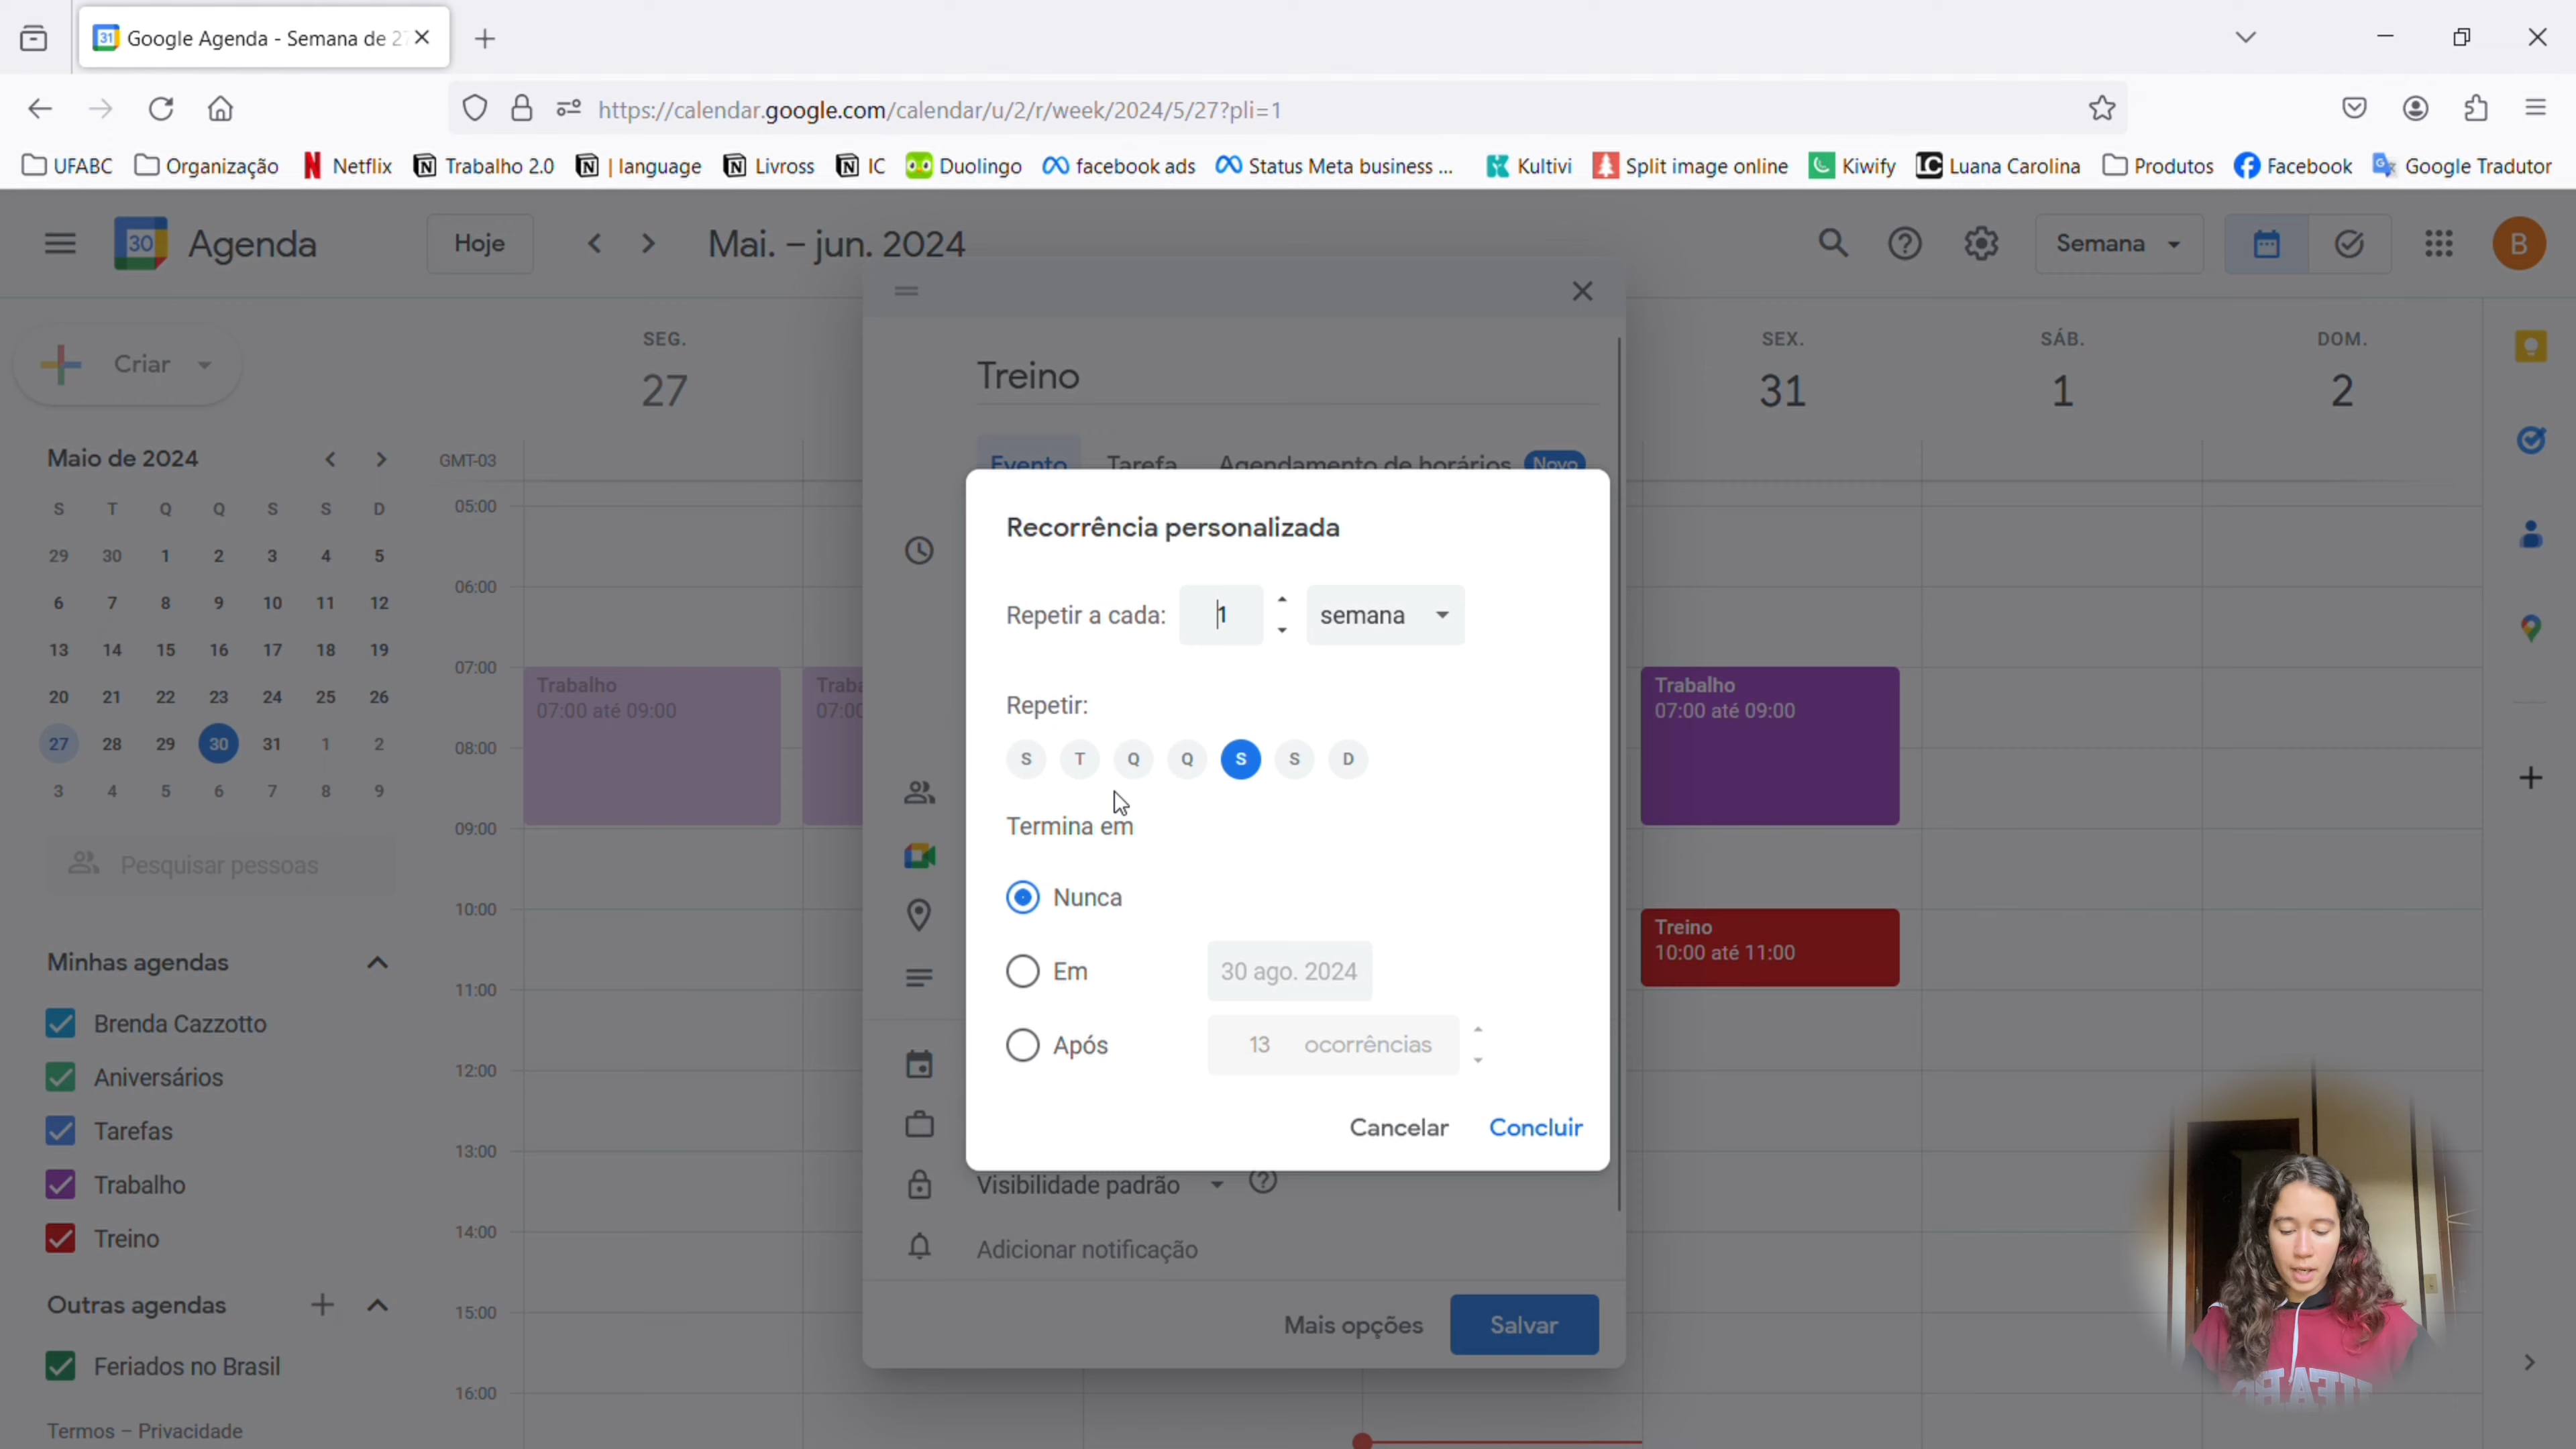 Google Agenda - Semana de 27
https://calendar.google.com/calendar/u/2/r/week/2024/5/27?pli=1
UFABC Organização Netflix Trabalho 2.0 | language Livross IC Duolingo facebook ads Status Meta business ... Kultivi Split image online Kiwify Luana Carolina Produtos Facebook Google Tradutor
30 Agenda Hoje Mai. – jun. 2024 Semana B
Criar
Maio de 2024
S T Q Q S S D
29 30 1 2 3 4 5
6 7 8 9 10 11 12
13 14 15 16 17 18 19
20 21 22 23 24 25 26
27 28 29 30 31 1 2
3 4 5 6 7 8 9
Pesquisar pessoas
Minhas agendas
Brenda Cazzotto
Aniversários
Tarefas
Trabalho
Treino
Outras agendas
Feriados no Brasil
Termos – Privacidade
SEG. SEX. SÁB. DOM.
27 31 1 2
GMT-03
05:00
06:00
07:00
08:00
09:00
10:00
11:00
12:00
13:00
14:00
15:00
16:00
Trabalho
07:00 até 09:00
Traba
07:00
Trabalho
07:00 até 09:00
Treino
10:00 até 11:00
Treino
Evento Tarefa Agendamento de horários Novo
Recorrência personalizada
Repetir a cada: 1 semana
Repetir:
S T Q Q S S D
Termina em
Nunca
Em 30 ago. 2024
Após 13 ocorrências
Cancelar Concluir
Visibilidade padrão
Adicionar notificação
Mais opções Salvar